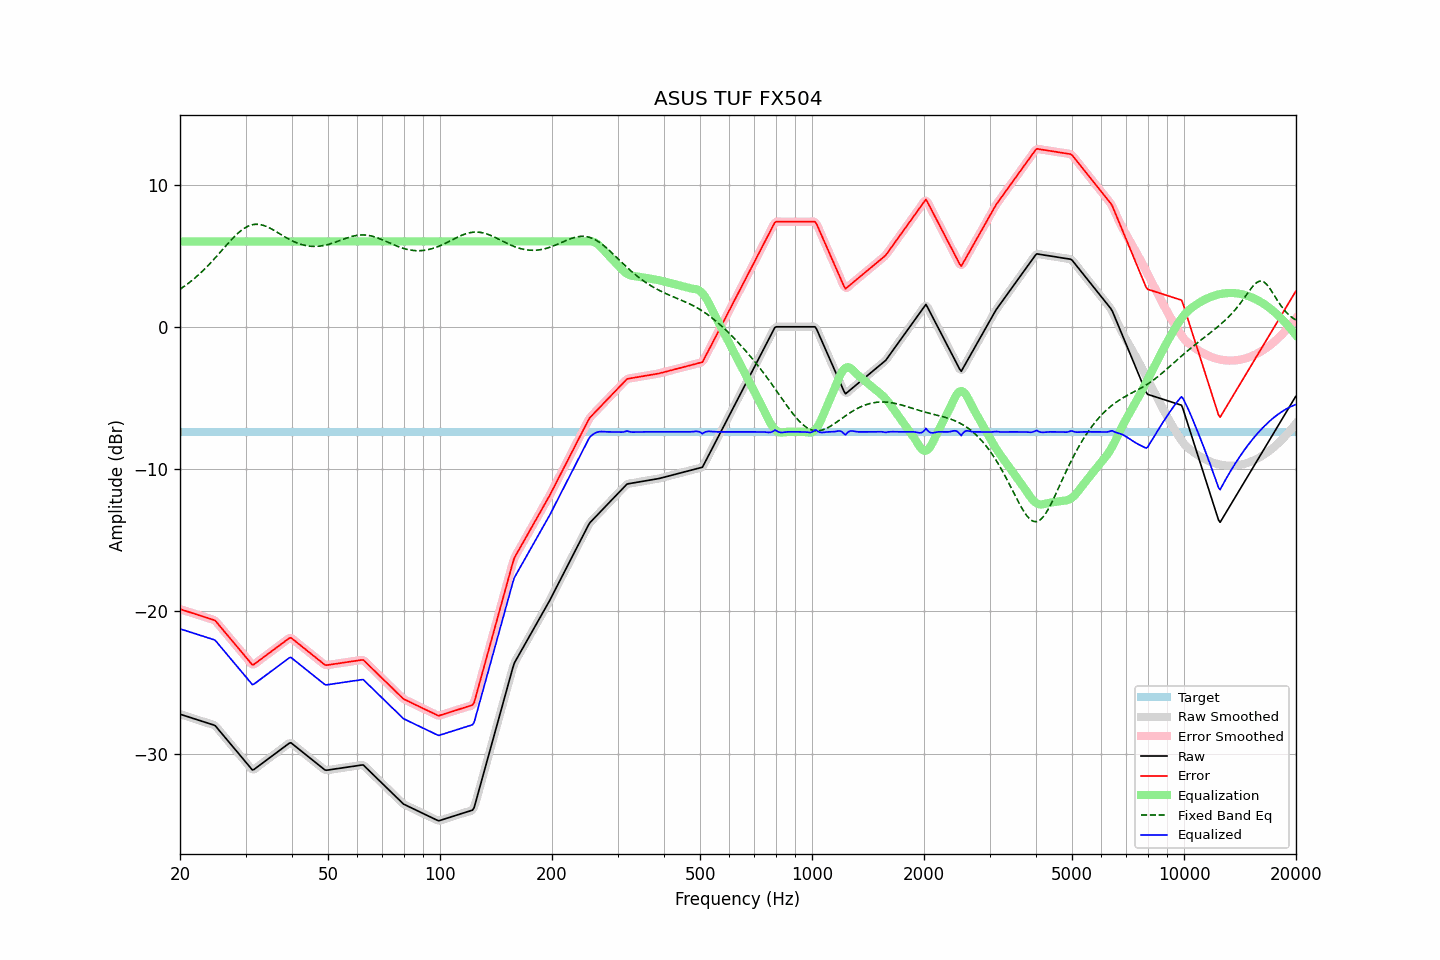 ASUS TUF FX504
Amplitude (dBr)
10
0
−10
−20
−30
20
50
100
200
500
1000
2000
5000
10000
20000
Frequency (Hz)
Target
Raw Smoothed
Error Smoothed
Raw
Error
Equalization
Fixed Band Eq
Equalized